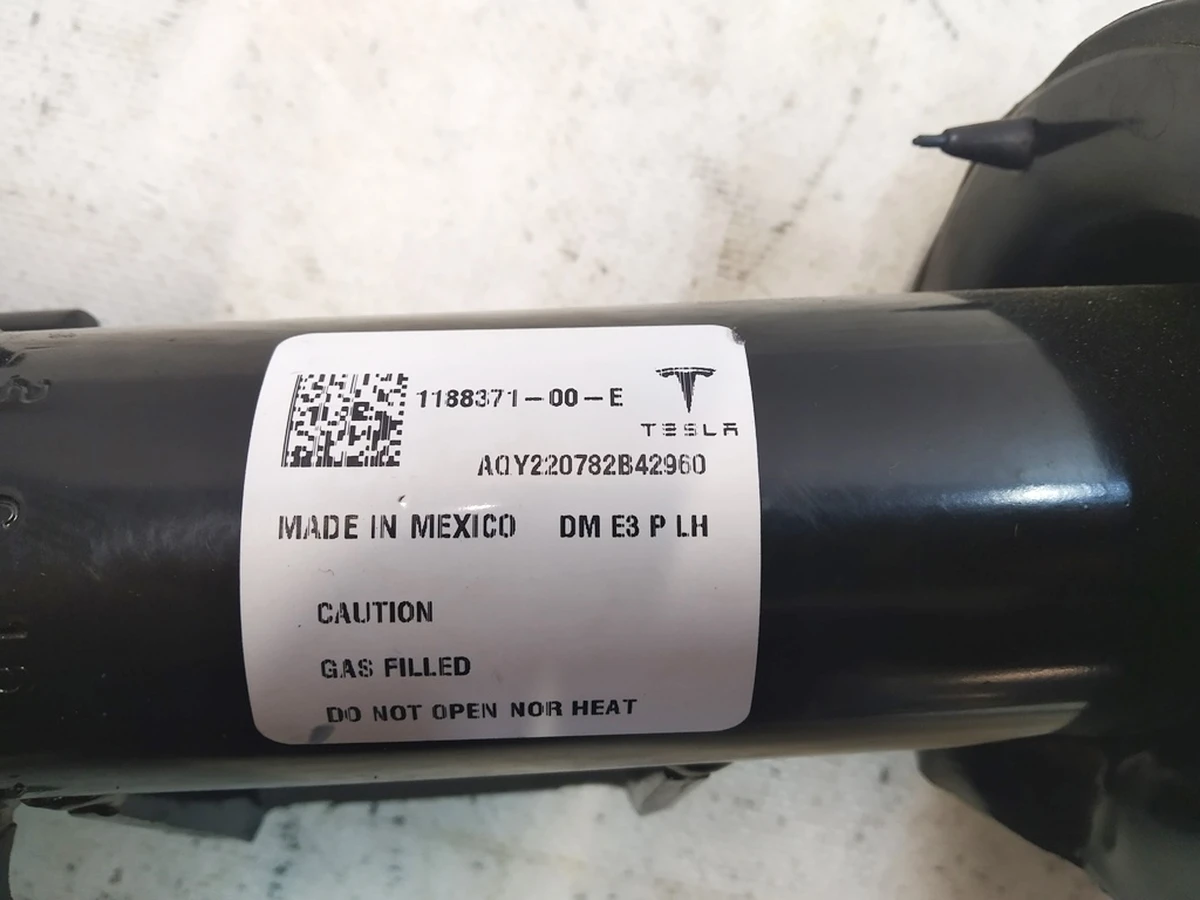 1188371-00-E
TESLA
AQY220782B42960
MADE IN MEXICO DM E3 P LH
CAUTION
GAS FILLED
DO NOT OPEN NOR HEAT